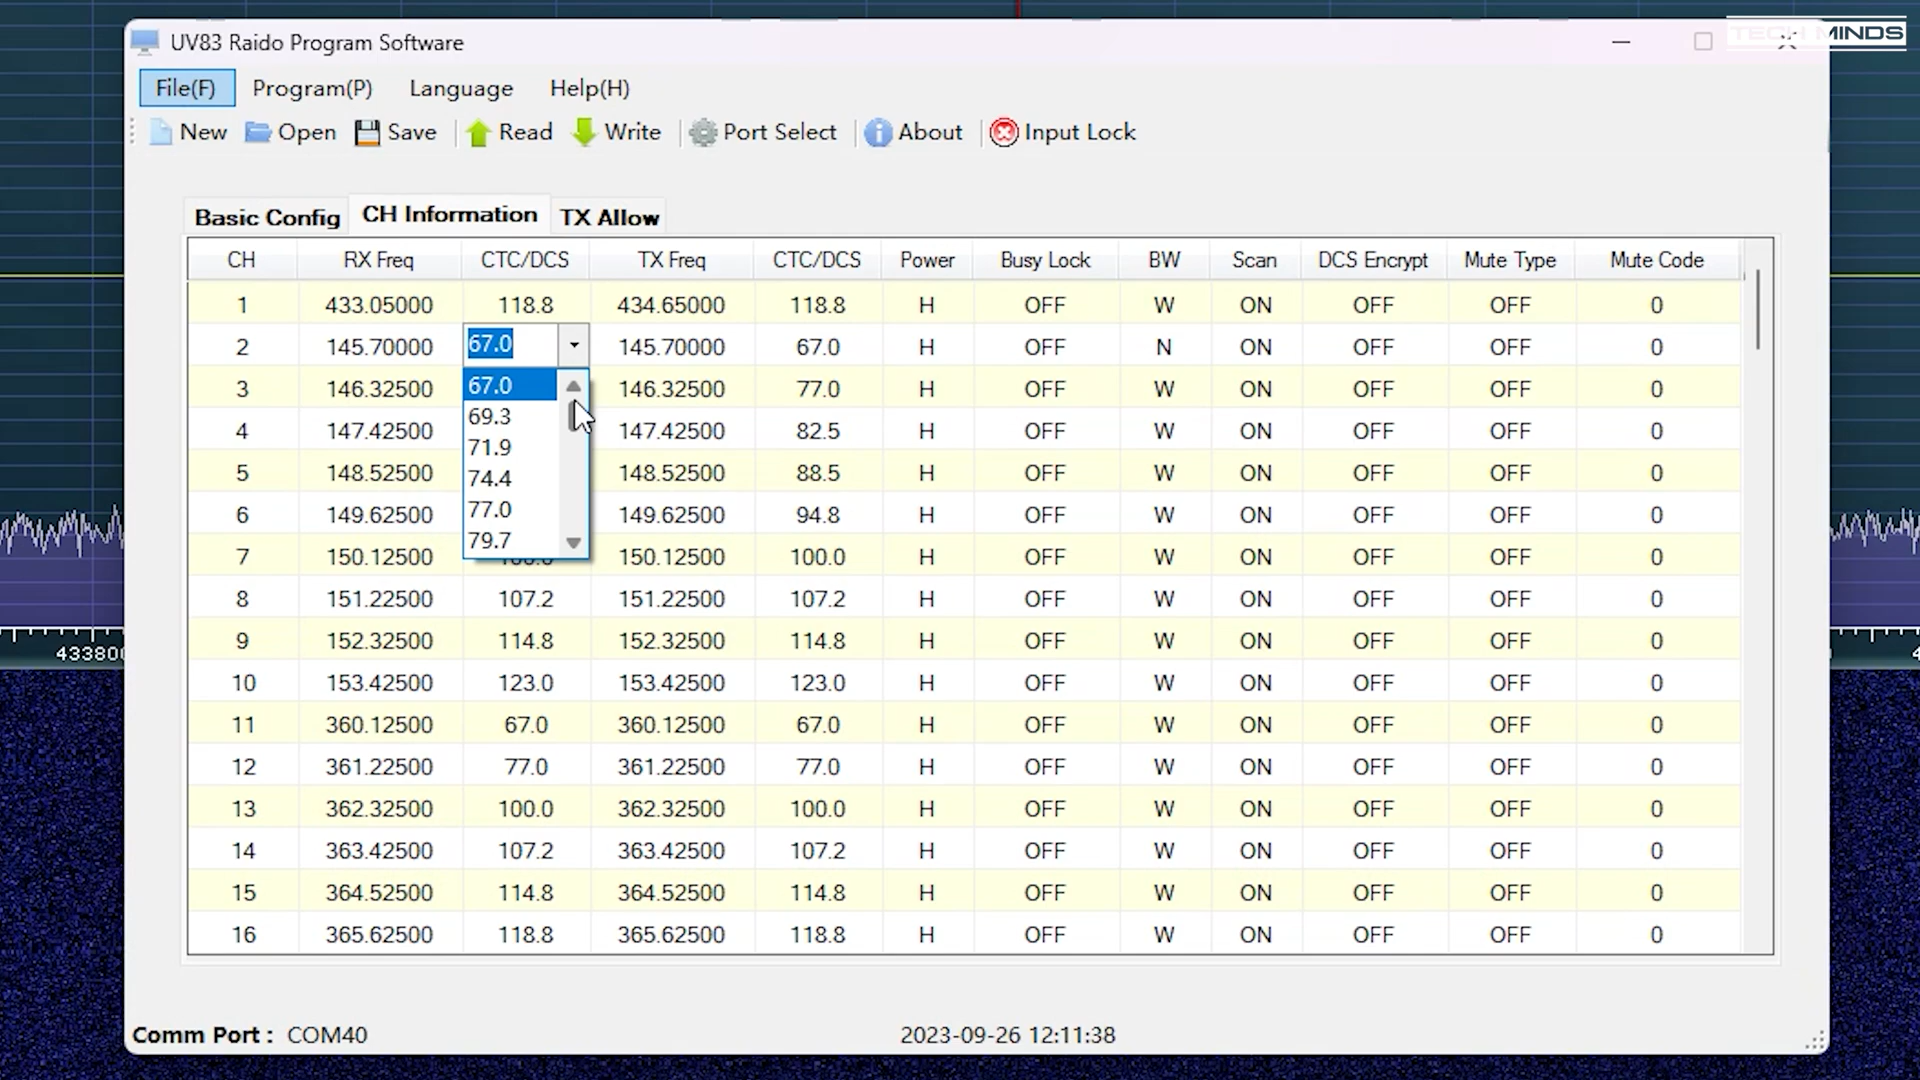 TECH MINDS
UV83 Raido Program Software
File(F) Program(P) Language Help(H)
New Open Save Read Write Port Select About Input Lock
Basic Config CH Information TX Allow
CH RX Freq CTC/DCS TX Freq CTC/DCS Power Busy Lock BW Scan DCS Encrypt Mute Type Mute Code
1 433.05000 118.8 434.65000 118.8 H OFF W ON OFF OFF 0
2 145.70000 67.0 145.70000 67.0 H OFF N ON OFF OFF 0
3 146.32500 67.0 146.32500 77.0 H OFF W ON OFF OFF 0
4 147.42500 69.3 147.42500 82.5 H OFF W ON OFF OFF 0
71.9
5 148.52500 74.4 148.52500 88.5 H OFF W ON OFF OFF 0
6 149.62500 77.0 149.62500 94.8 H OFF W ON OFF OFF 0
79.7
7 150.12500 100.0 150.12500 100.0 H OFF W ON OFF OFF 0
8 151.22500 107.2 151.22500 107.2 H OFF W ON OFF OFF 0
9 152.32500 114.8 152.32500 114.8 H OFF W ON OFF OFF 0
10 153.42500 123.0 153.42500 123.0 H OFF W ON OFF OFF 0
11 360.12500 67.0 360.12500 67.0 H OFF W ON OFF OFF 0
12 361.22500 77.0 361.22500 77.0 H OFF W ON OFF OFF 0
13 362.32500 100.0 362.32500 100.0 H OFF W ON OFF OFF 0
14 363.42500 107.2 363.42500 107.2 H OFF W ON OFF OFF 0
15 364.52500 114.8 364.52500 114.8 H OFF W ON OFF OFF 0
16 365.62500 118.8 365.62500 118.8 H OFF W ON OFF OFF 0
Comm Port : COM40 2023-09-26 12:11:38